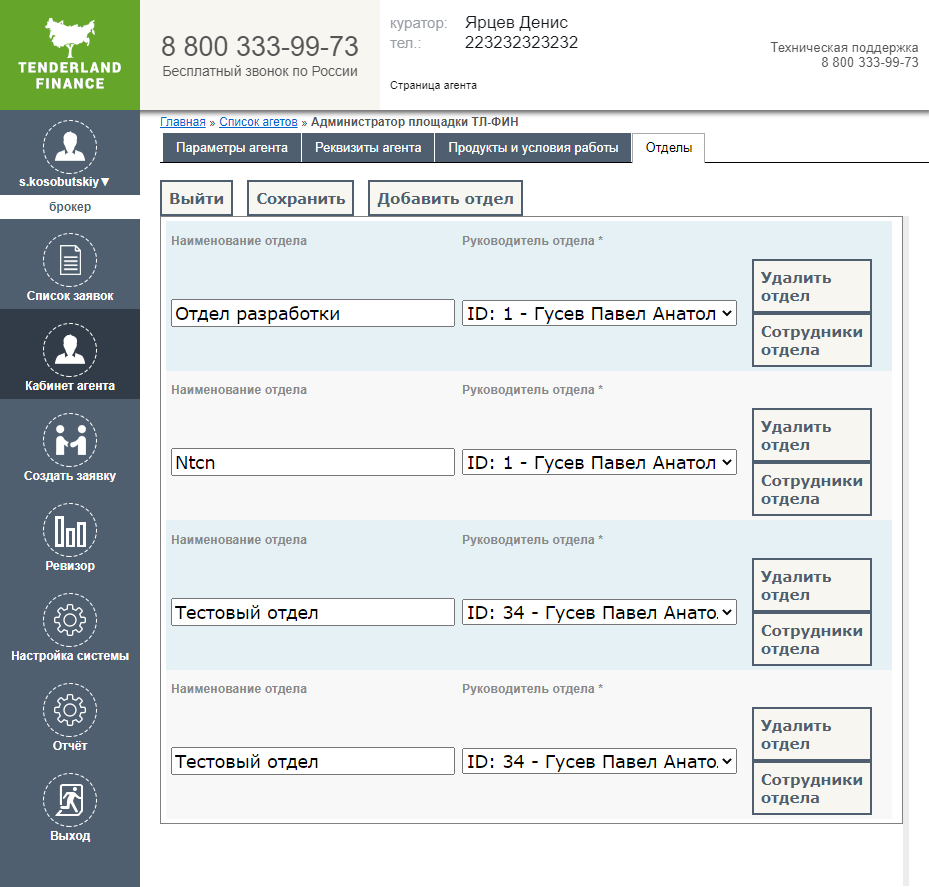 TENDERLAND
FINANCE
8 800 333-99-73
Бесплатный звонок по России
куратор: Ярцев Денис
тел.: 223232323232
Страница агента
Техническая поддержка
8 800 333-99-73
s.kosobutskiy▼
брокер
Список заявок
Кабинет агента
Создать заявку
Ревизор
Настройка системы
Отчёт
Выход
Главная » Список агетов » Администратор площадки ТЛ-ФИН
Параметры агента Реквизиты агента Продукты и условия работы Отделы
Выйти Сохранить Добавить отдел
Наименование отдела Руководитель отдела *
Отдел разработки ID: 1 - Гусев Павел Анатол
Удалить
отдел
Сотрудники
отдела
Наименование отдела Руководитель отдела *
Ntcn ID: 1 - Гусев Павел Анатол
Удалить
отдел
Сотрудники
отдела
Наименование отдела Руководитель отдела *
Тестовый отдел ID: 34 - Гусев Павел Анато.
Удалить
отдел
Сотрудники
отдела
Наименование отдела Руководитель отдела *
Тестовый отдел ID: 34 - Гусев Павел Анато.
Удалить
отдел
Сотрудники
отдела